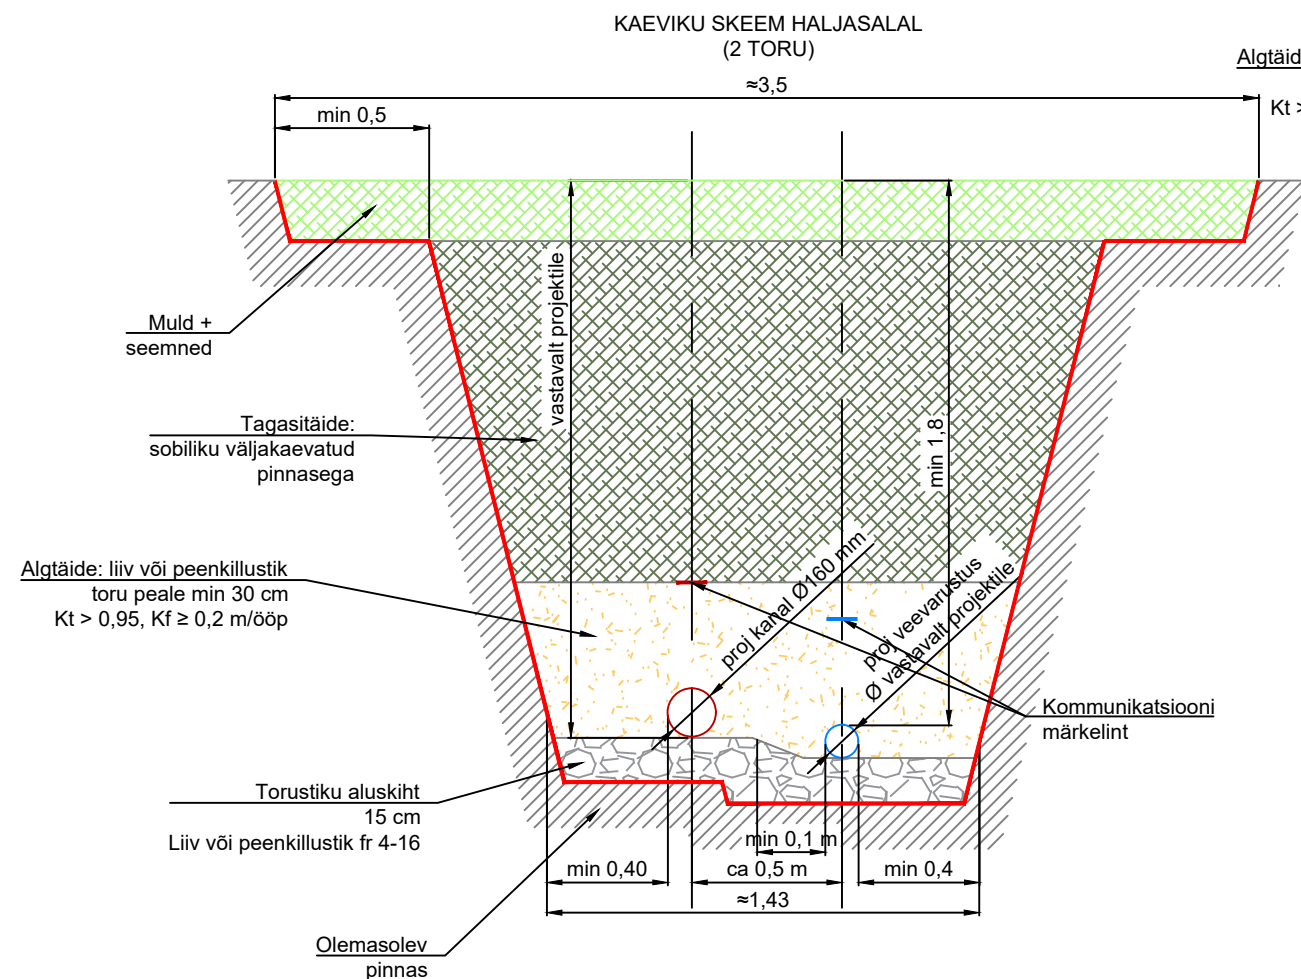 KAEVIKU SKEEM HALJASALAL
(2 TORU)
Algtäid
≈3,5
Kt >
min 0,5
vastavalt projektile
min 1,8
Muld +
seemned
Tagasitäide:
sobiliku väljakaevatud
pinnasega
Algtäide: liiv või peenkillustik
toru peale min 30 cm
Kt > 0,95, Kf ≥ 0,2 m/ööp
proj kanal Ø160 mm
proj veevarustus
Ø vastavalt projektile
Kommunikatsiooni
märkelint
Torustiku aluskiht
15 cm
Liiv või peenkillustik fr 4-16
min 0,1 m
min 0,40
ca 0,5 m
min 0,4
≈1,43
Olemasolev
pinnas